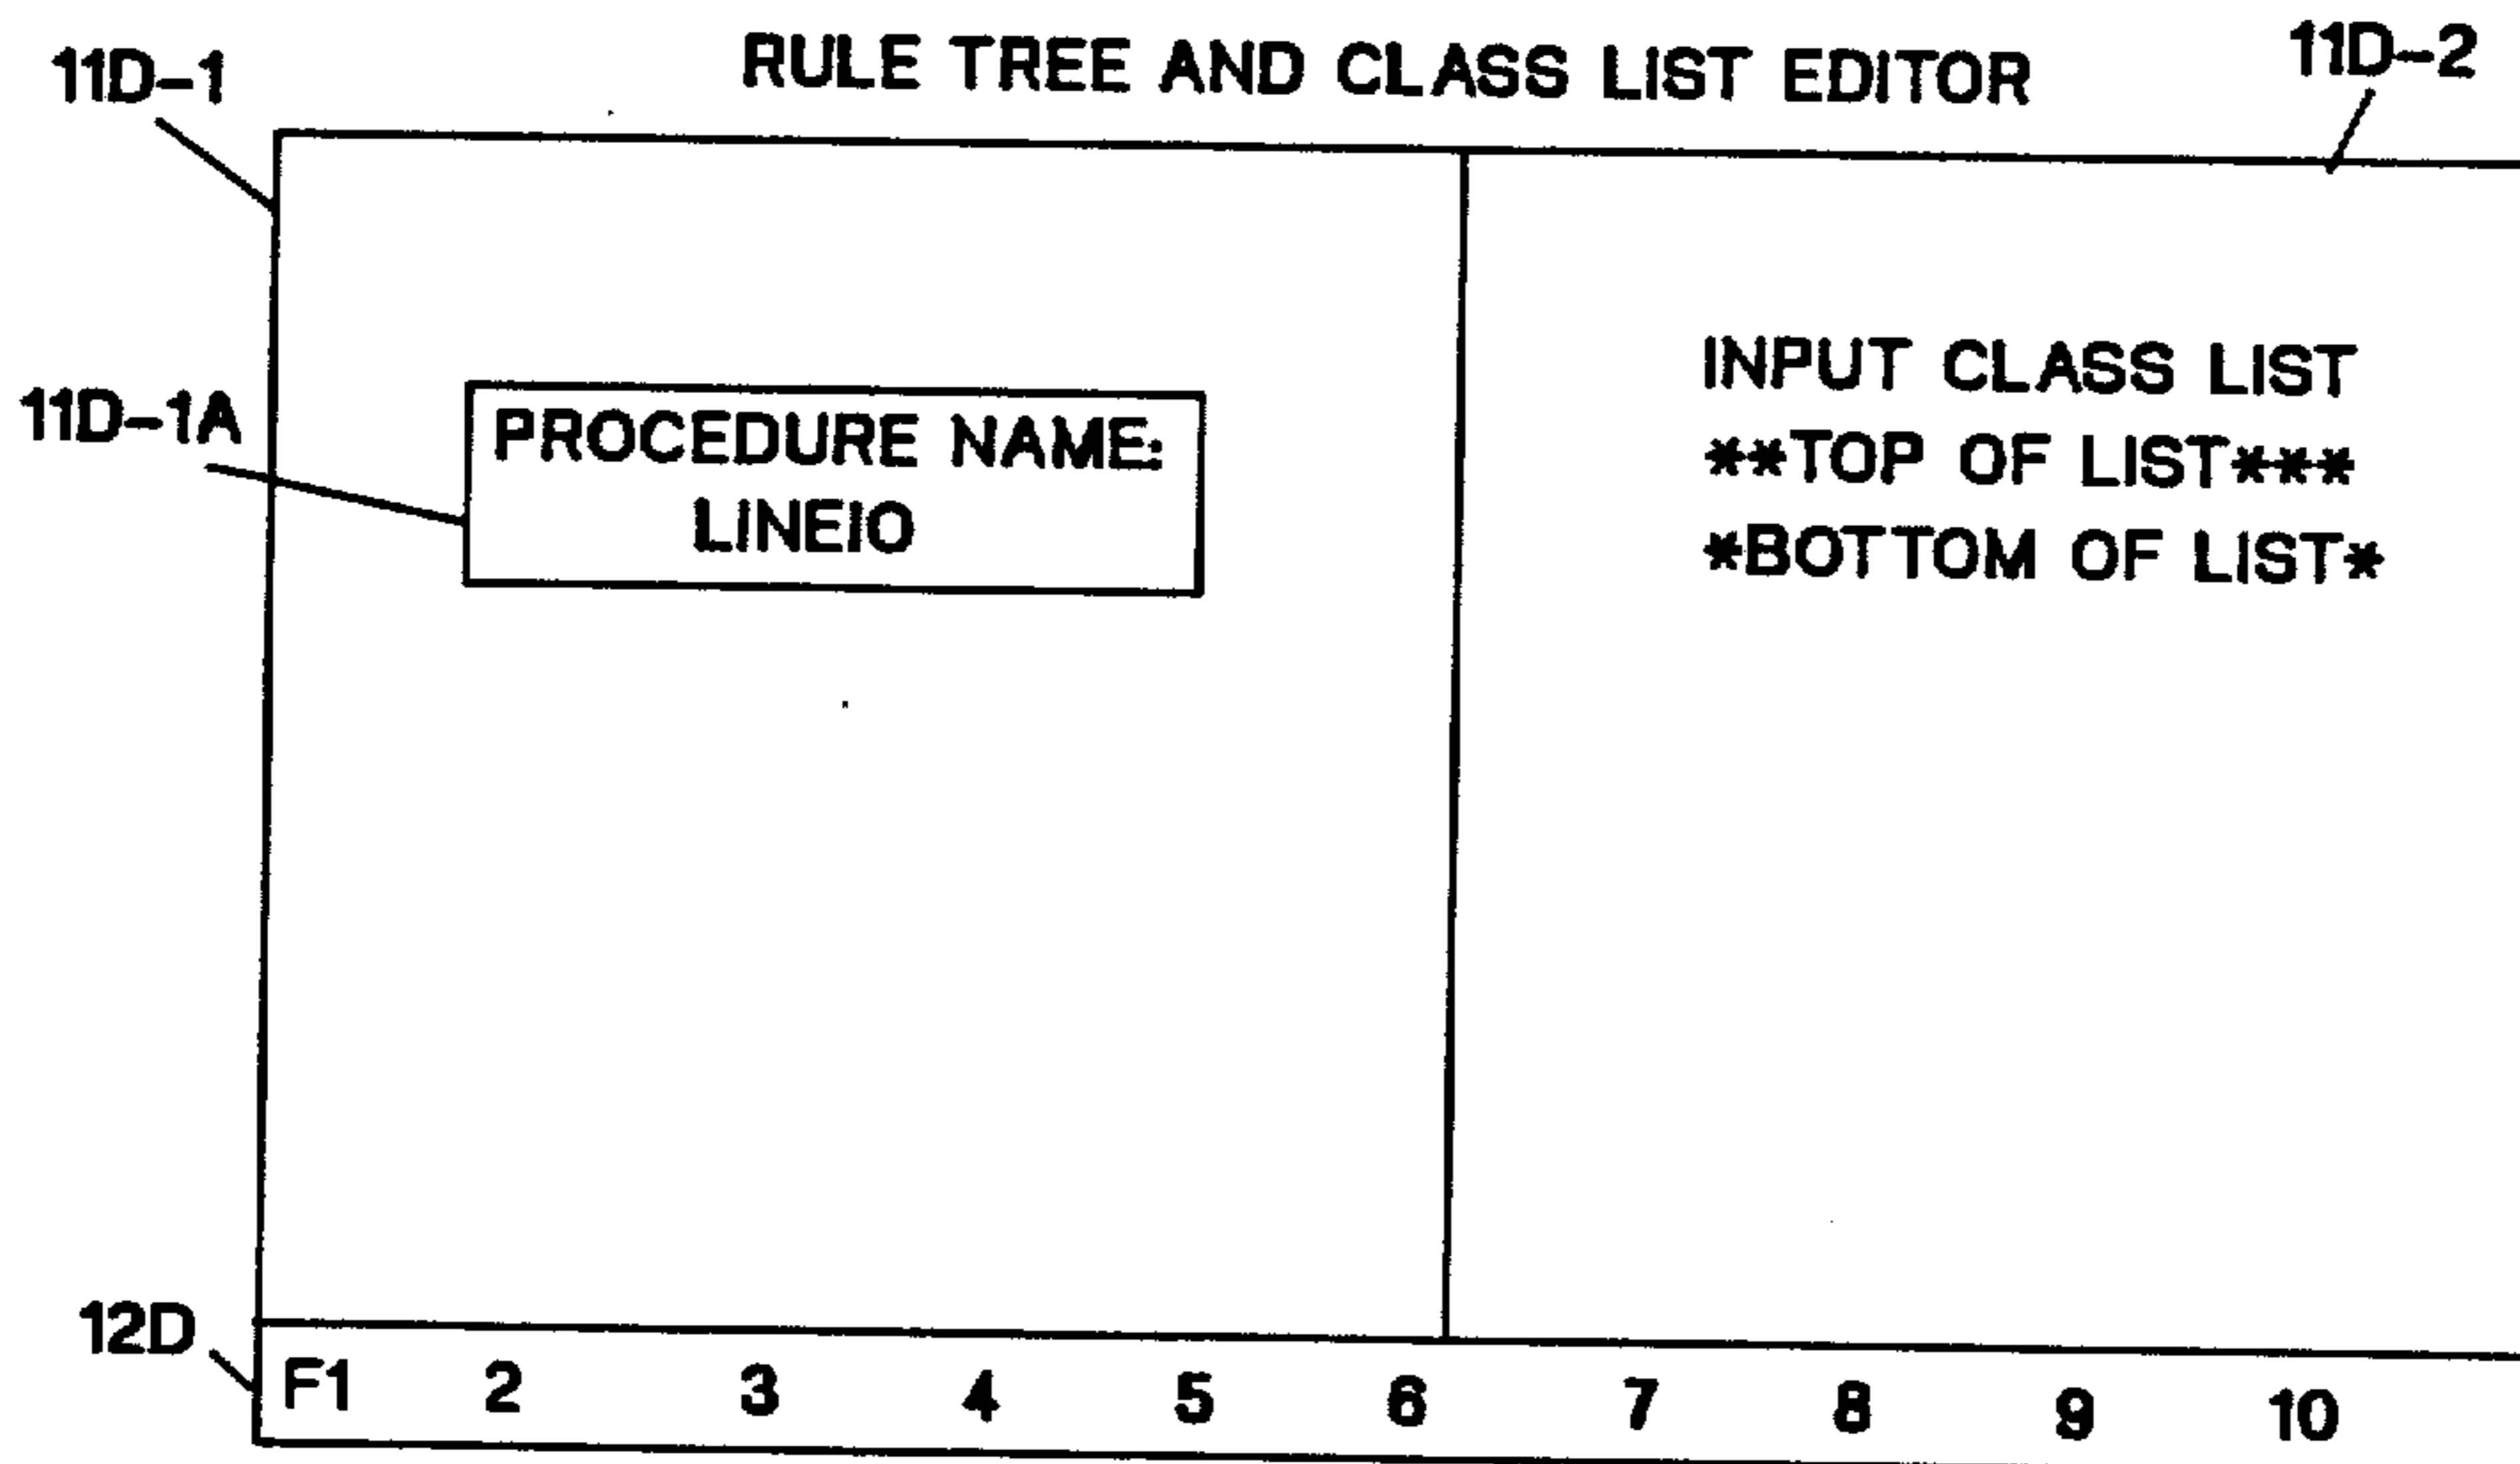 RULE TREE AND CLASS LIST EDITOR
11D-1
11D-2
11D-1A
PROCEDURE NAME:
LINEIO
INPUT CLASS LIST
**TOP OF LIST***
*BOTTOM OF LIST*
12D
F1 2 3 4 5 6 7 8 9 10